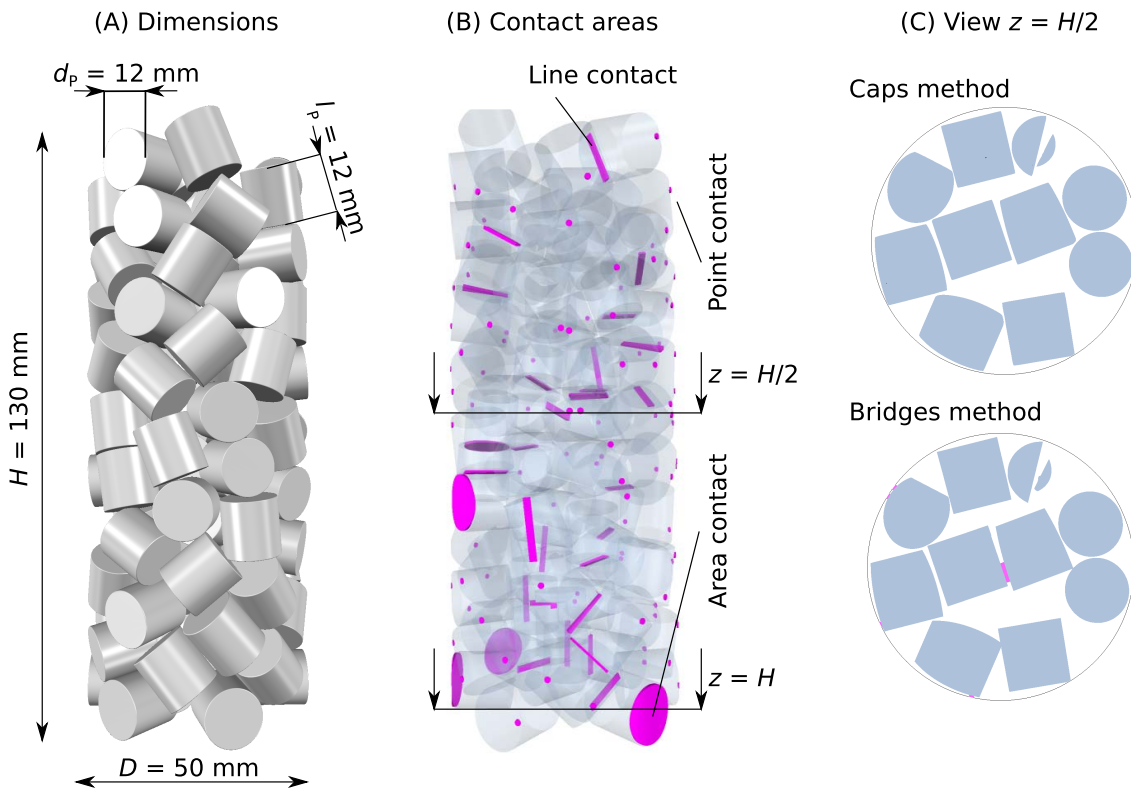 (A) Dimensions
(B) Contact areas
(C) View z = H/2
dP = 12 mm
lP = 12 mm
H = 130 mm
D = 50 mm
Line contact
Point contact
z = H/2
Area contact
z = H
Caps method
Bridges method